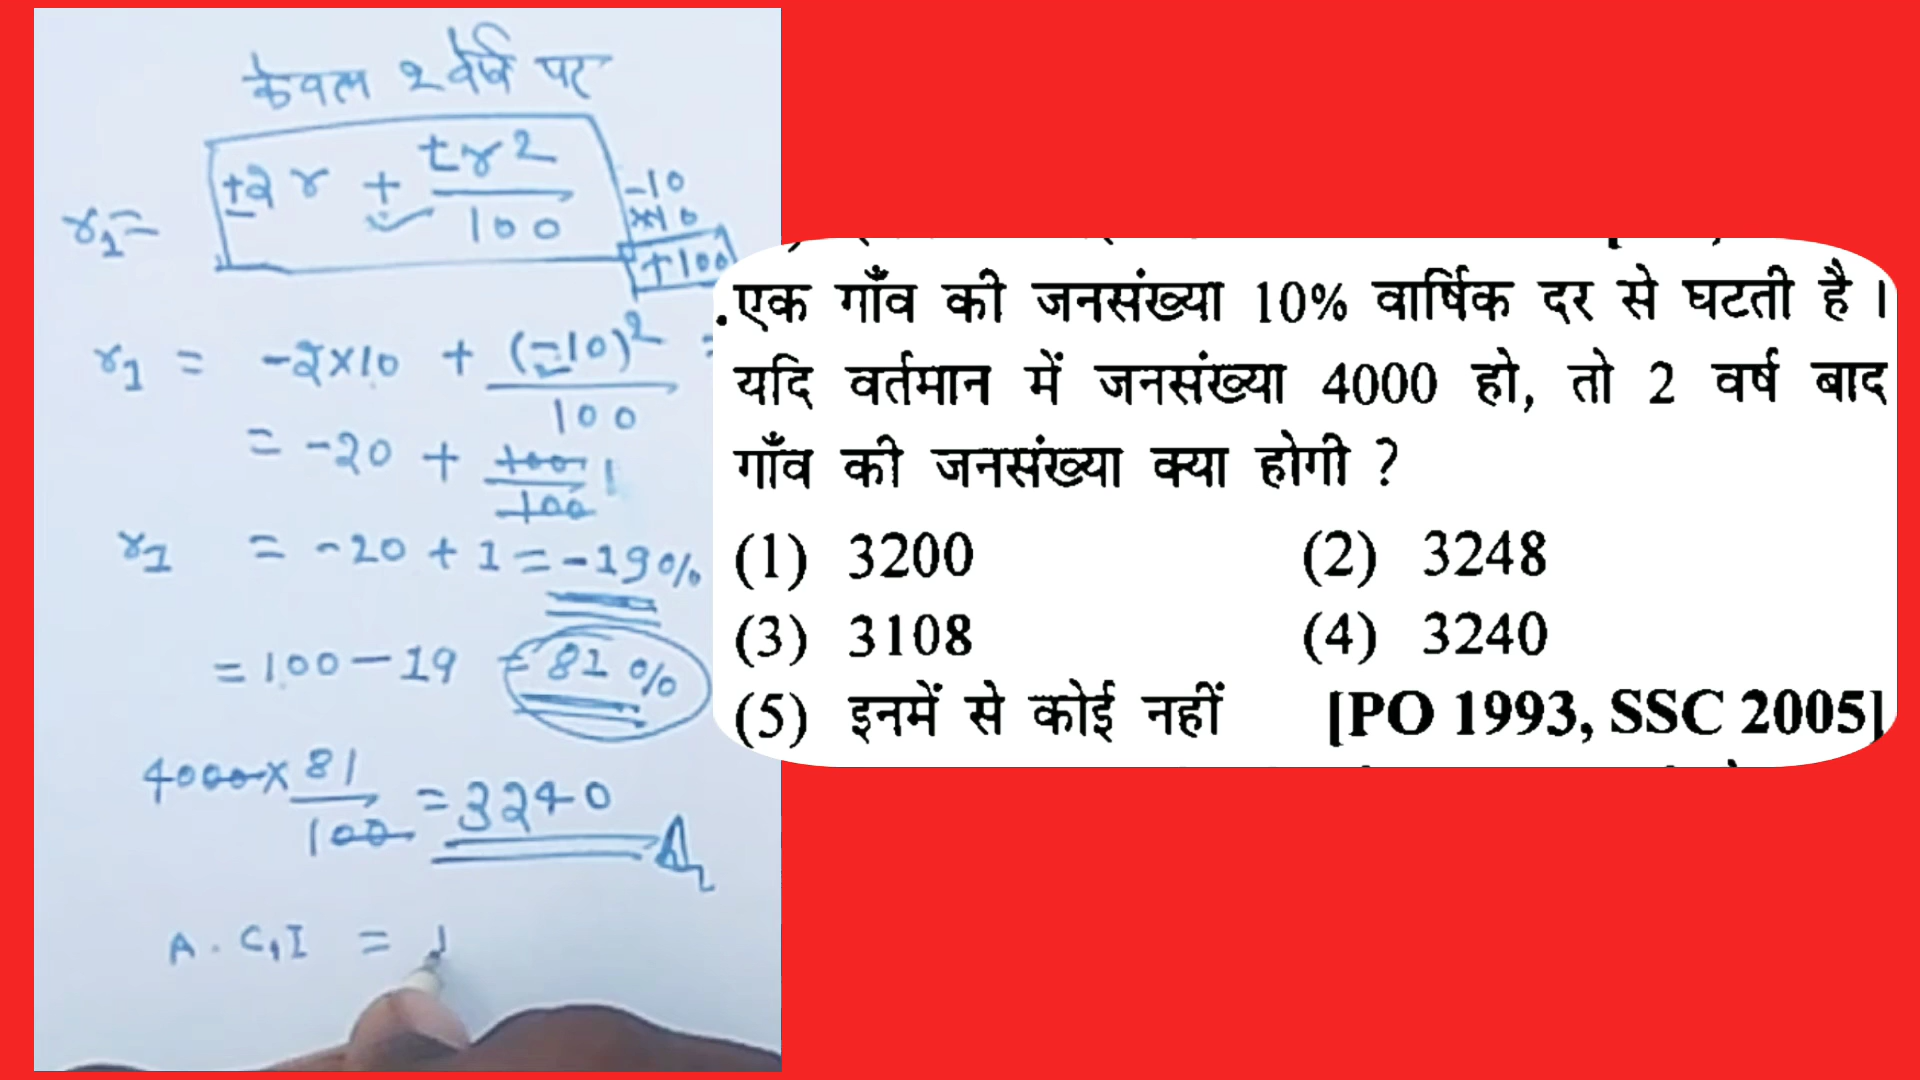 केवल 2 वर्ष पर
r1= ±2r + ±r2/100
-10
×10
+100
r1 = -2×10 + (-10)2/100 =
= -20 + 100/100 1
r1 = -20 + 1 = -19%
= 100 - 19 = 81%
4000 × 81/100 = 3240 A
A. C.I =
एक गाँव की जनसंख्या 10% वार्षिक दर से घटती है।
यदि वर्तमान में जनसंख्या 4000 हो, तो 2 वर्ष बाद
गाँव की जनसंख्या क्या होगी ?
(1) 3200 (2) 3248
(3) 3108 (4) 3240
(5) इनमें से कोई नहीं [PO 1993, SSC 2005]